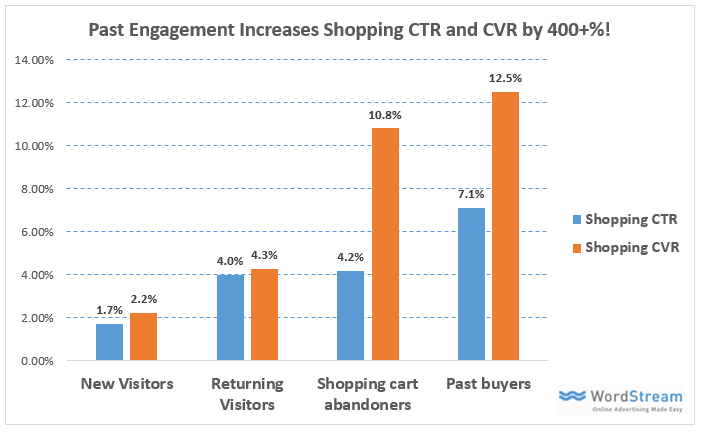 Past Engagement Increases Shopping CTR and CVR by 400+%!
14.00%
12.00%
10.00%
8.00%
6.00%
4.00%
2.00%
0.00%
1.7%
2.2%
4.0%
4.3%
4.2%
10.8%
7.1%
12.5%
New Visitors
Returning
Visitors
Shopping cart
abandoners
Past buyers
Shopping CTR
Shopping CVR
WordStream
Online Advertising Made Easy